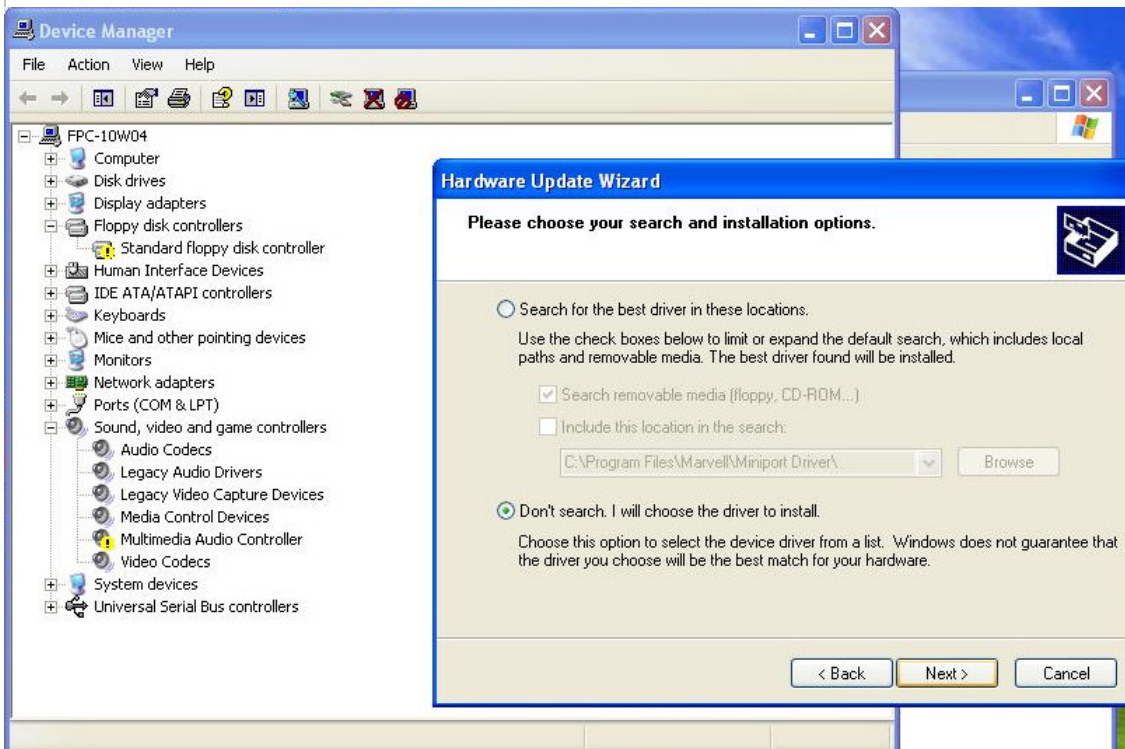 Device Manager
File Action View Help
FPC-10W04
Computer
Disk drives
Display adapters
Floppy disk controllers
Standard floppy disk controller
Human Interface Devices
IDE ATA/ATAPI controllers
Keyboards
Mice and other pointing devices
Monitors
Network adapters
Ports (COM & LPT)
Sound, video and game controllers
Audio Codecs
Legacy Audio Drivers
Legacy Video Capture Devices
Media Control Devices
Multimedia Audio Controller
Video Codecs
System devices
Universal Serial Bus controllers
Hardware Update Wizard
Please choose your search and installation options.
Search for the best driver in these locations.
Use the check boxes below to limit or expand the default search, which includes local
paths and removable media. The best driver found will be installed.
Search removable media (floppy, CD-ROM...)
Include this location in the search:
C:\Program Files\Marvell\Miniport Driver\
Browse
Don't search. I will choose the driver to install.
Choose this option to select the device driver from a list. Windows does not guarantee that
the driver you choose will be the best match for your hardware.
< Back Next > Cancel